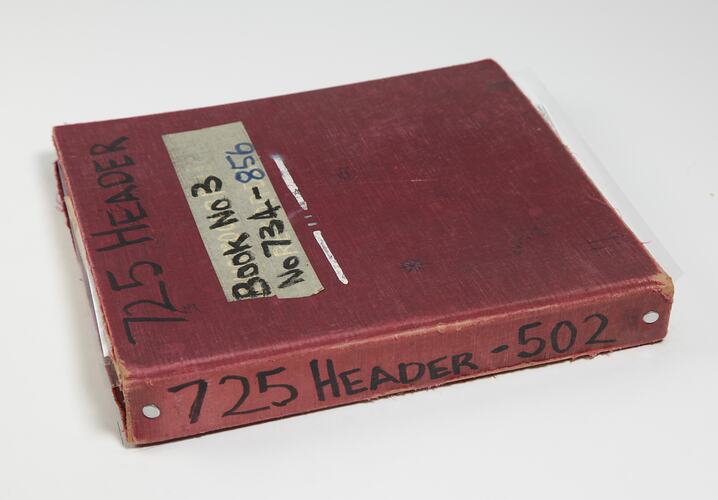 725 HEADER
BOOK No 3
No 734-856
725 HEADER-502